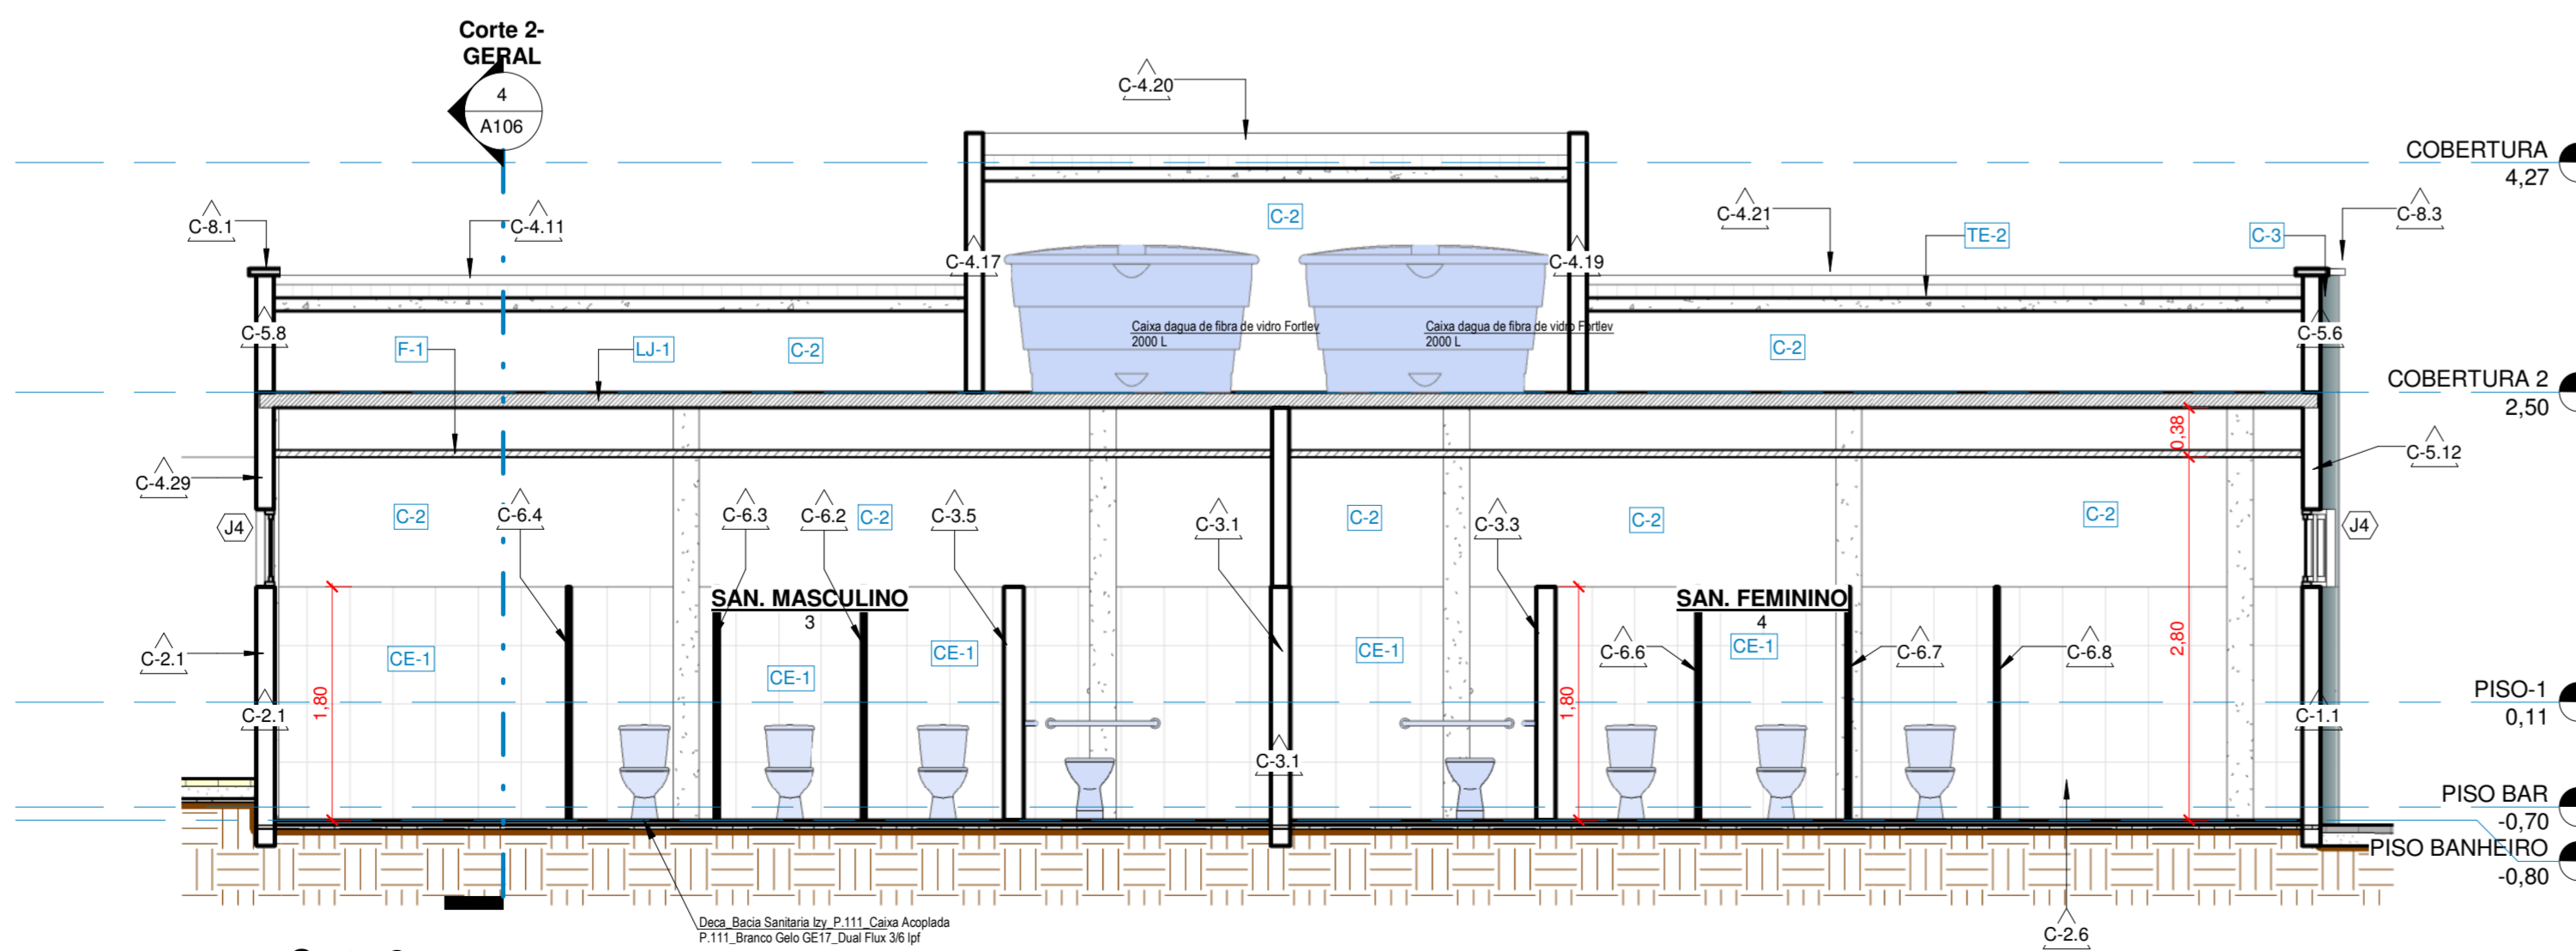 Corte 2-
GERAL
4
A106
C-4.20
COBERTURA
4,27
C-8.1
C-4.11
C-2
C-4.21
TE-2
C-3
C-8.3
C-4.17
C-4.19
C-5.8
F-1
LJ-1
C-2
Caixa dagua de fibra de vidro Fortlev
2000 L
Caixa dagua de fibra de vidro Fortlev
2000 L
C-2
C-5.6
COBERTURA 2
2,50
0,38
C-4.29
C-5.12
J4
C-2
C-6.4
C-6.3
C-6.2
C-2
C-3.5
C-3.1
C-2
C-3.3
C-2
C-2
J4
SAN. MASCULINO
3
SAN. FEMININO
4
C-2.1
CE-1
CE-1
CE-1
CE-1
C-6.6
CE-1
C-6.7
C-6.8
2,80
1,80
1,80
C-2.1
C-3.1
C-1.1
PISO-1
0,11
PISO BAR
-0,70
PISO BANHEIRO
-0,80
Deca_Bacia Sanitaria Izy_P.111_Caixa Acoplada
P.111_Branco Gelo GE17_Dual Flux 3/6 lpf
C-2.6